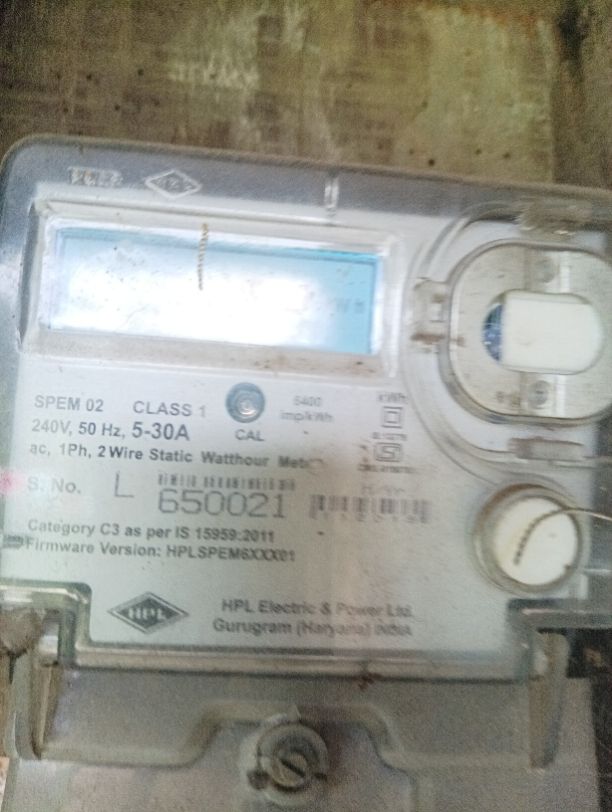 SPEM 02 CLASS 1
240V, 50 Hz, 5-30A
ac, 1Ph, 2 Wire Static Watthour Meter
CAL
5400
imp/kWh
kWh
S. No. L 650021
Category C3 as per IS 15959:2011
Firmware Version: HPLSPEM6XXX01
HPL
HPL Electric & Power Ltd.
Gurugram (Haryana) INDIA